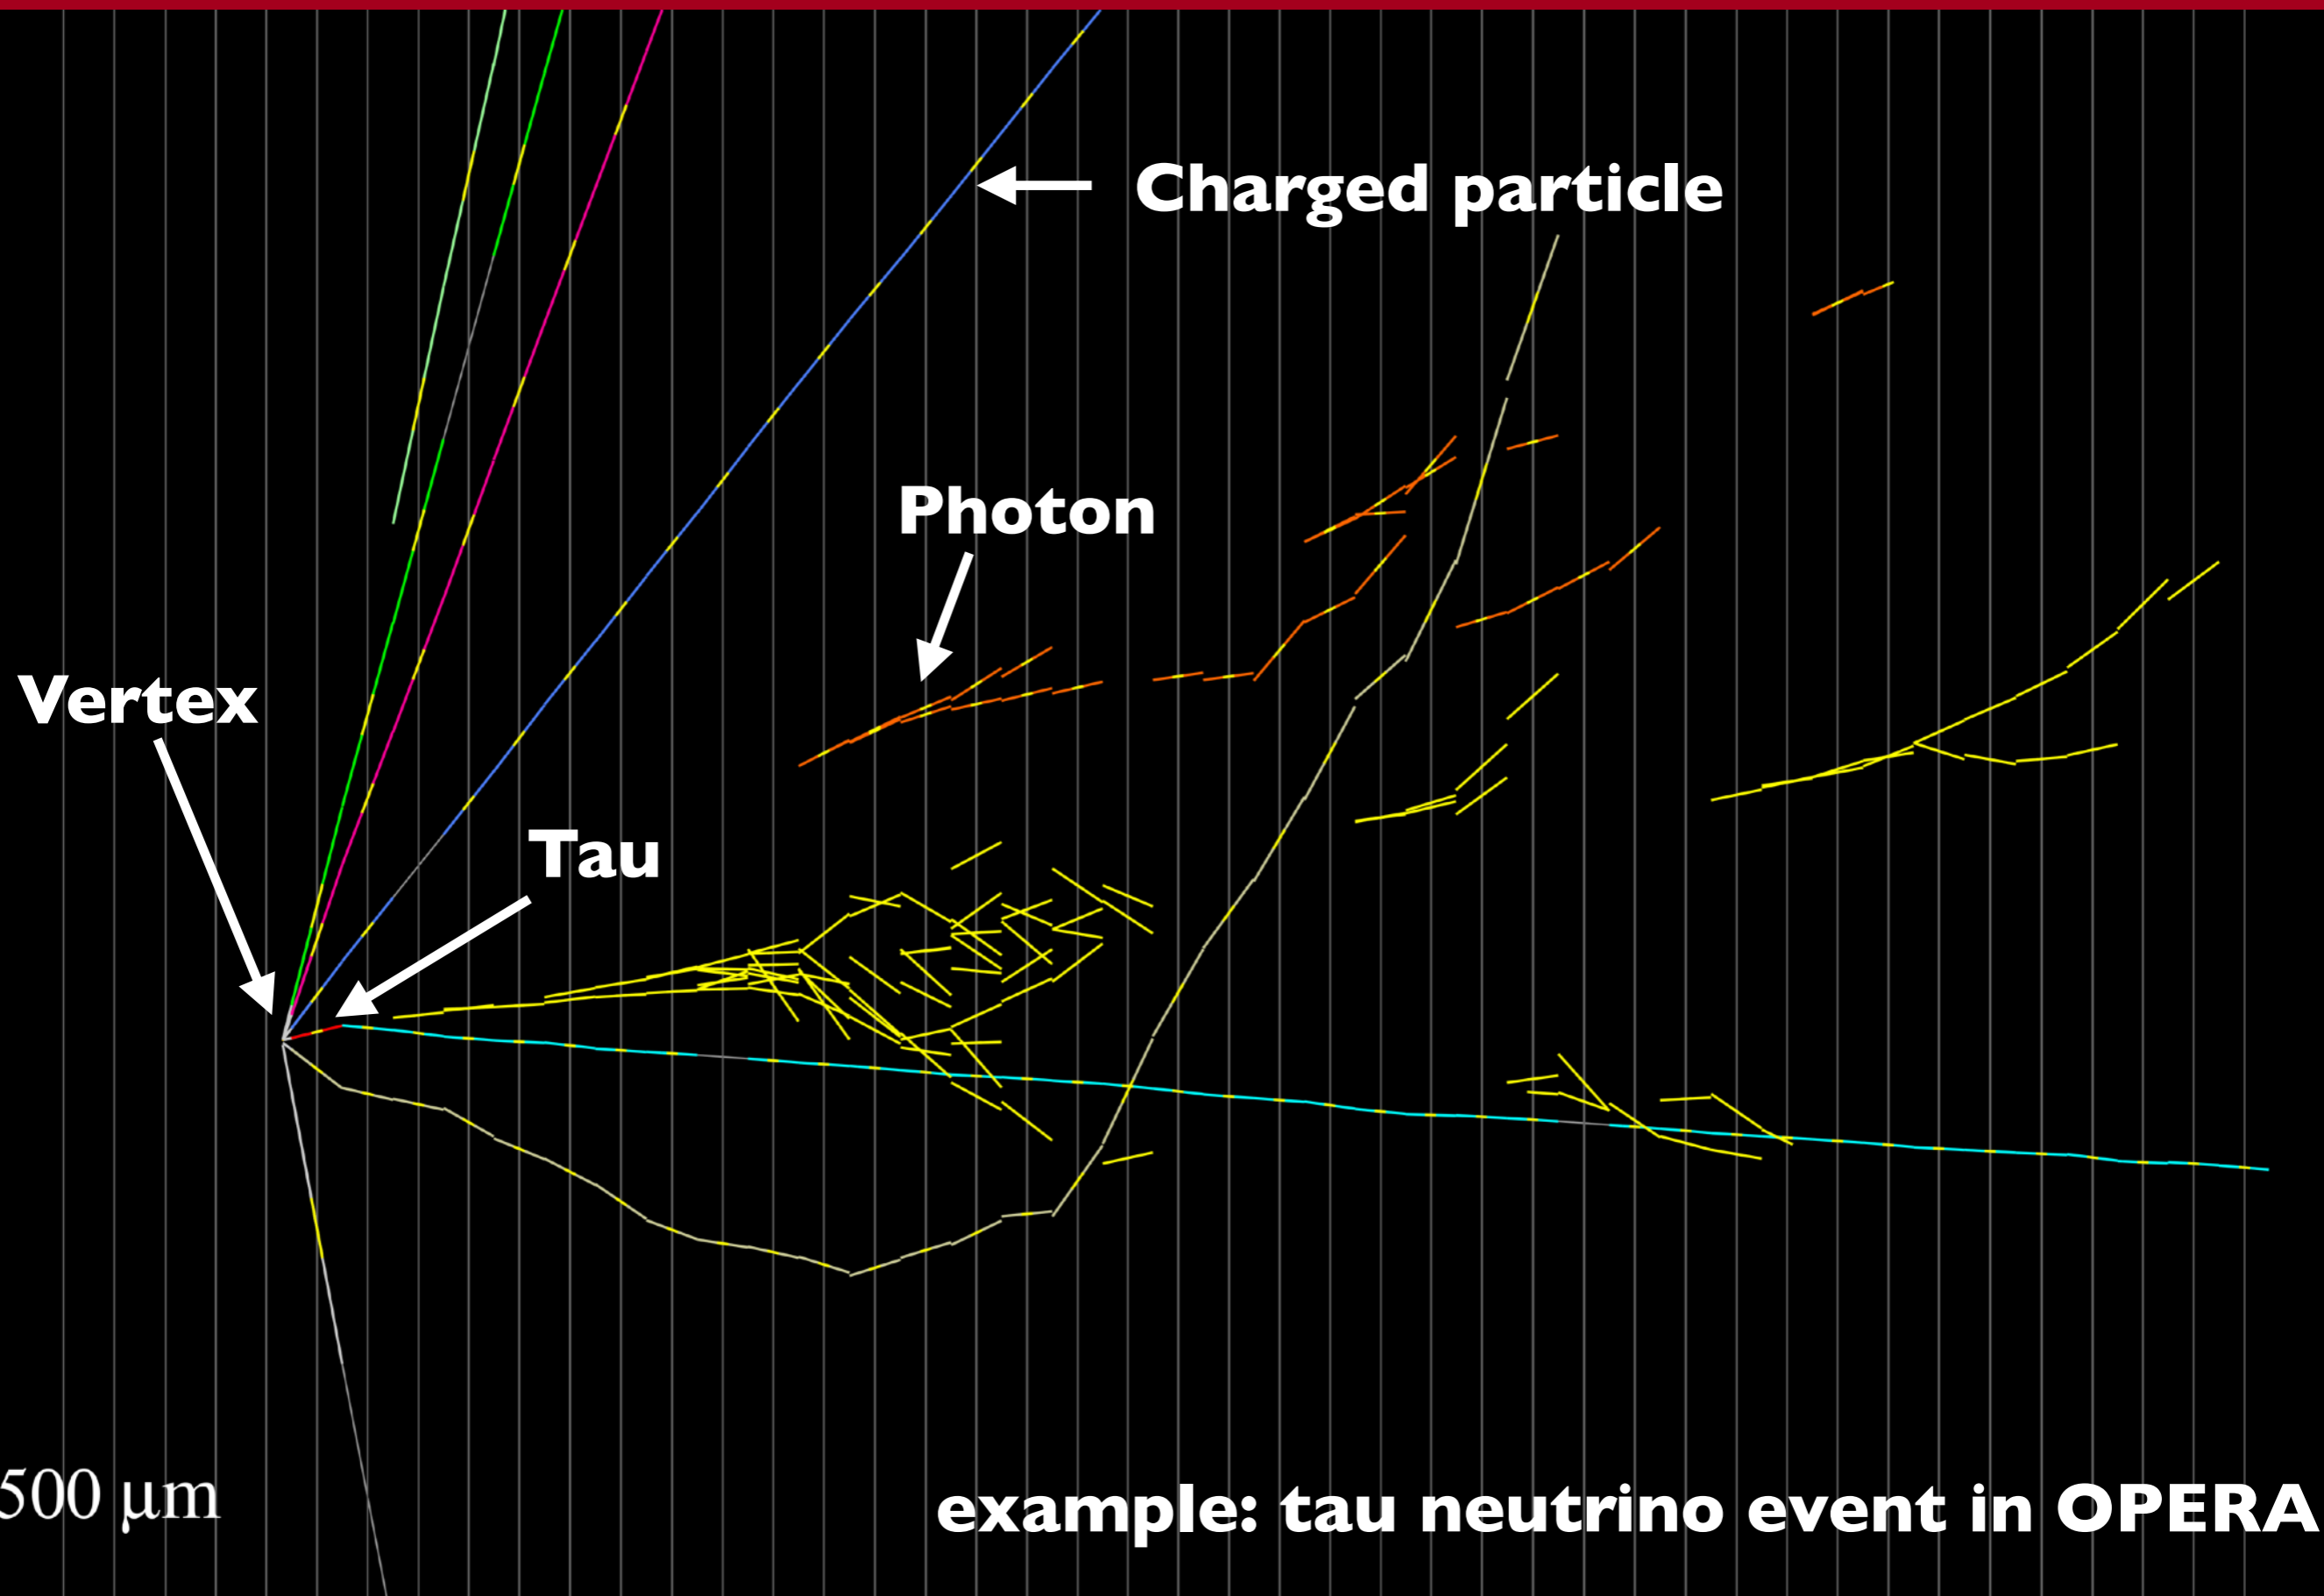 Charged particle
Photon
Vertex
Tau
500 μm
example: tau neutrino event in OPERA